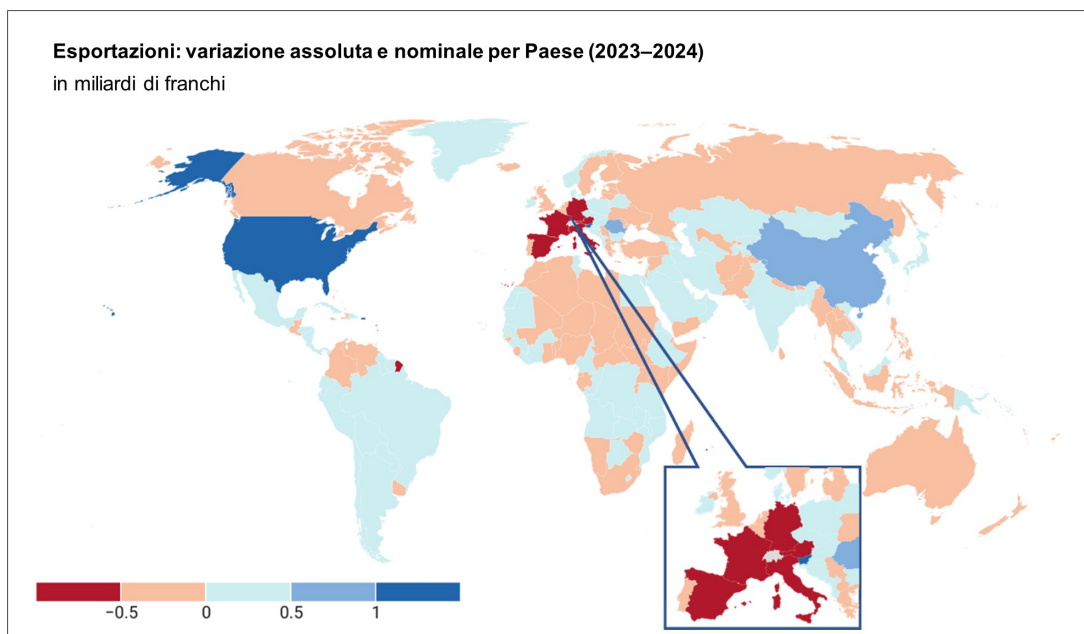 Esportazioni: variazione assoluta e nominale per Paese (2023–2024)
in miliardi di franchi
−0.5 0 0.5 1